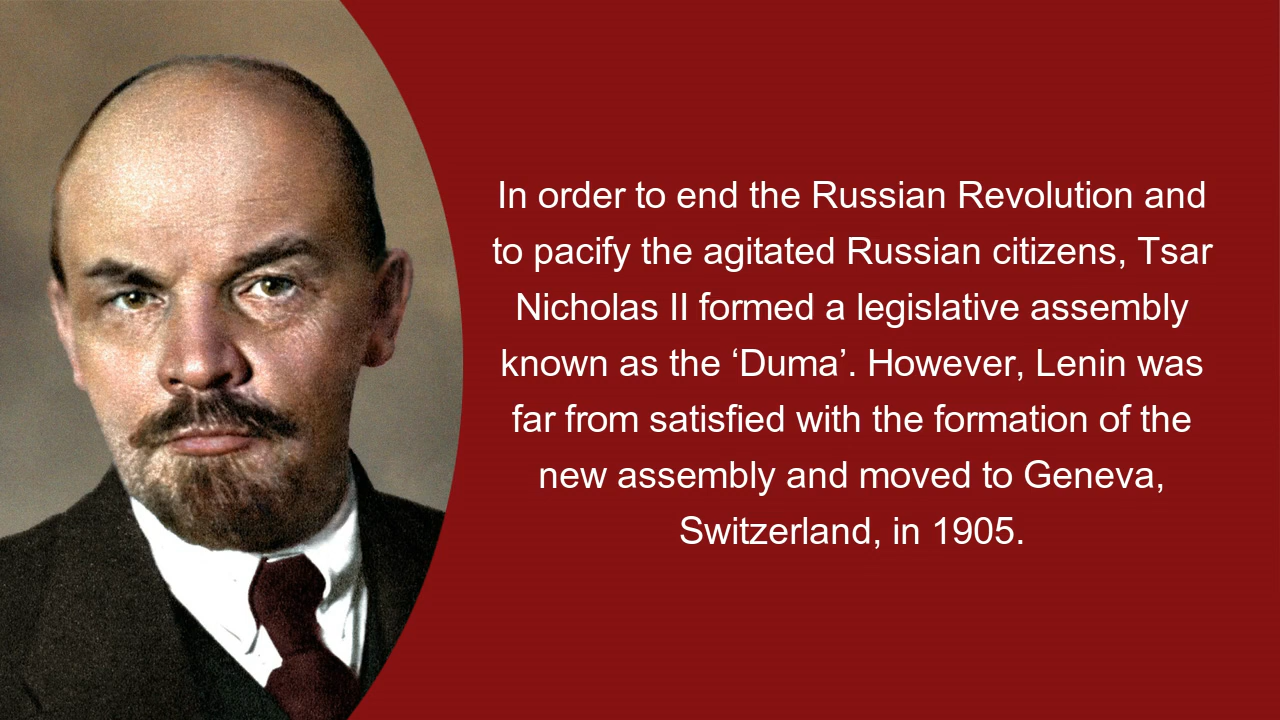 In order to end the Russian Revolution and
to pacify the agitated Russian citizens, Tsar
Nicholas II formed a legislative assembly
known as the ‘Duma’. However, Lenin was
far from satisfied with the formation of the
new assembly and moved to Geneva,
Switzerland, in 1905.